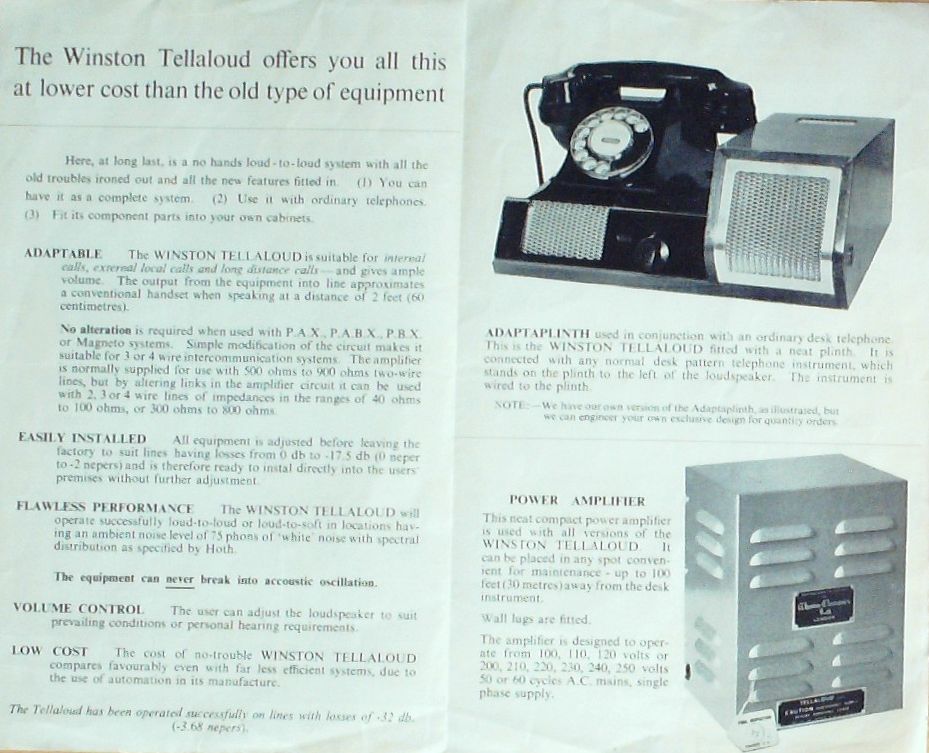 The Winston Tellaloud offers you all this
at lower cost than the old type of equipment
Here, at long last, is a no hands loud-to-loud system with all the
old troubles ironed out and all the new features fitted in. (1) You can
have it as a complete system. (2) Use it with ordinary telephones.
(3) Fit its component parts into your own cabinets.
ADAPTABLE The WINSTON TELLALOUD is suitable for internal
calls, external local calls and long distance calls—and gives ample
volume. The output from the equipment into line approximates
a conventional handset when speaking at a distance of 2 feet (60
centimetres).
No alteration is required when used with P.A.X., P.A.B.X., P.B.X.
or Magneto systems. Simple modification of the circuit makes it
suitable for 3 or 4 wire intercommunication systems. The amplifier
is normally supplied for use with 500 ohms to 900 ohms two-wire
lines, but by altering links in the amplifier circuit it can be used
with 2, 3 or 4 wire lines of impedances in the ranges of 40 ohms
to 100 ohms, or 300 ohms to 800 ohms.
EASILY INSTALLED All equipment is adjusted before leaving the
factory to suit lines having losses from 0 db to -17.5 db (0 neper
to -2 nepers) and is therefore ready to instal directly into the users'
premises without further adjustment.
FLAWLESS PERFORMANCE The WINSTON TELLALOUD will
operate successfully loud-to-loud or loud-to-soft in locations hav-
ing an ambient noise level of 75 phons of 'white' noise with spectral
distribution as specified by Hoth.
The equipment can never break into accoustic oscillation.
VOLUME CONTROL The user can adjust the loudspeaker to suit
prevailing conditions or personal hearing requirements.
LOW COST The cost of no-trouble WINSTON TELLALOUD
compares favourably even with far less efficient systems, due to
the use of automation in its manufacture.
The Tellaloud has been operated successfully on lines with losses of -32 db.
(-3.68 nepers).
ADAPTAPLINTH used in conjunction with an ordinary desk telephone.
This is the WINSTON TELLALOUD fitted with a neat plinth. It is
connected with any normal desk pattern telephone instrument, which
stands on the plinth to the left of the loudspeaker. The instrument is
wired to the plinth.
NOTE:—We have our own version of the Adaptaplinth, as illustrated, but
we can engineer your own exclusive design for quantity orders.
POWER AMPLIFIER
This neat compact power amplifier
is used with all versions of the
WINSTON TELLALOUD. It
can be placed in any spot conven-
ient for maintenance - up to 100
feet (30 metres) away from the desk
instrument.
Wall lugs are fitted.
The amplifier is designed to oper-
ate from 100, 110, 120 volts or
200, 210, 220, 230, 240, 250 volts
50 or 60 cycles A.C. mains, single
phase supply.
LONDON
TELLALOUD
CAUTION